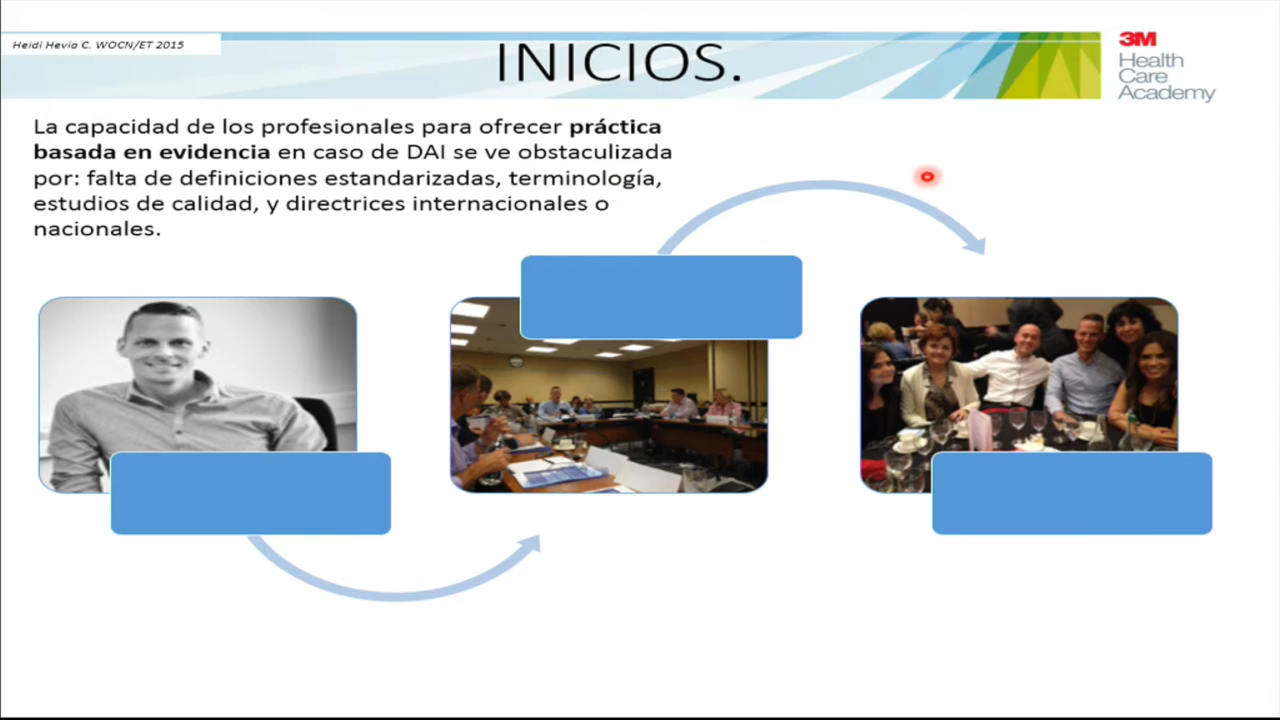 Heidi Hevia C. WOCN/ET 2015
INICIOS.
3M
Health
Care
Academy
La capacidad de los profesionales para ofrecer práctica
basada en evidencia en caso de DAI se ve obstaculizada
por: falta de definiciones estandarizadas, terminología,
estudios de calidad, y directrices internacionales o
nacionales.